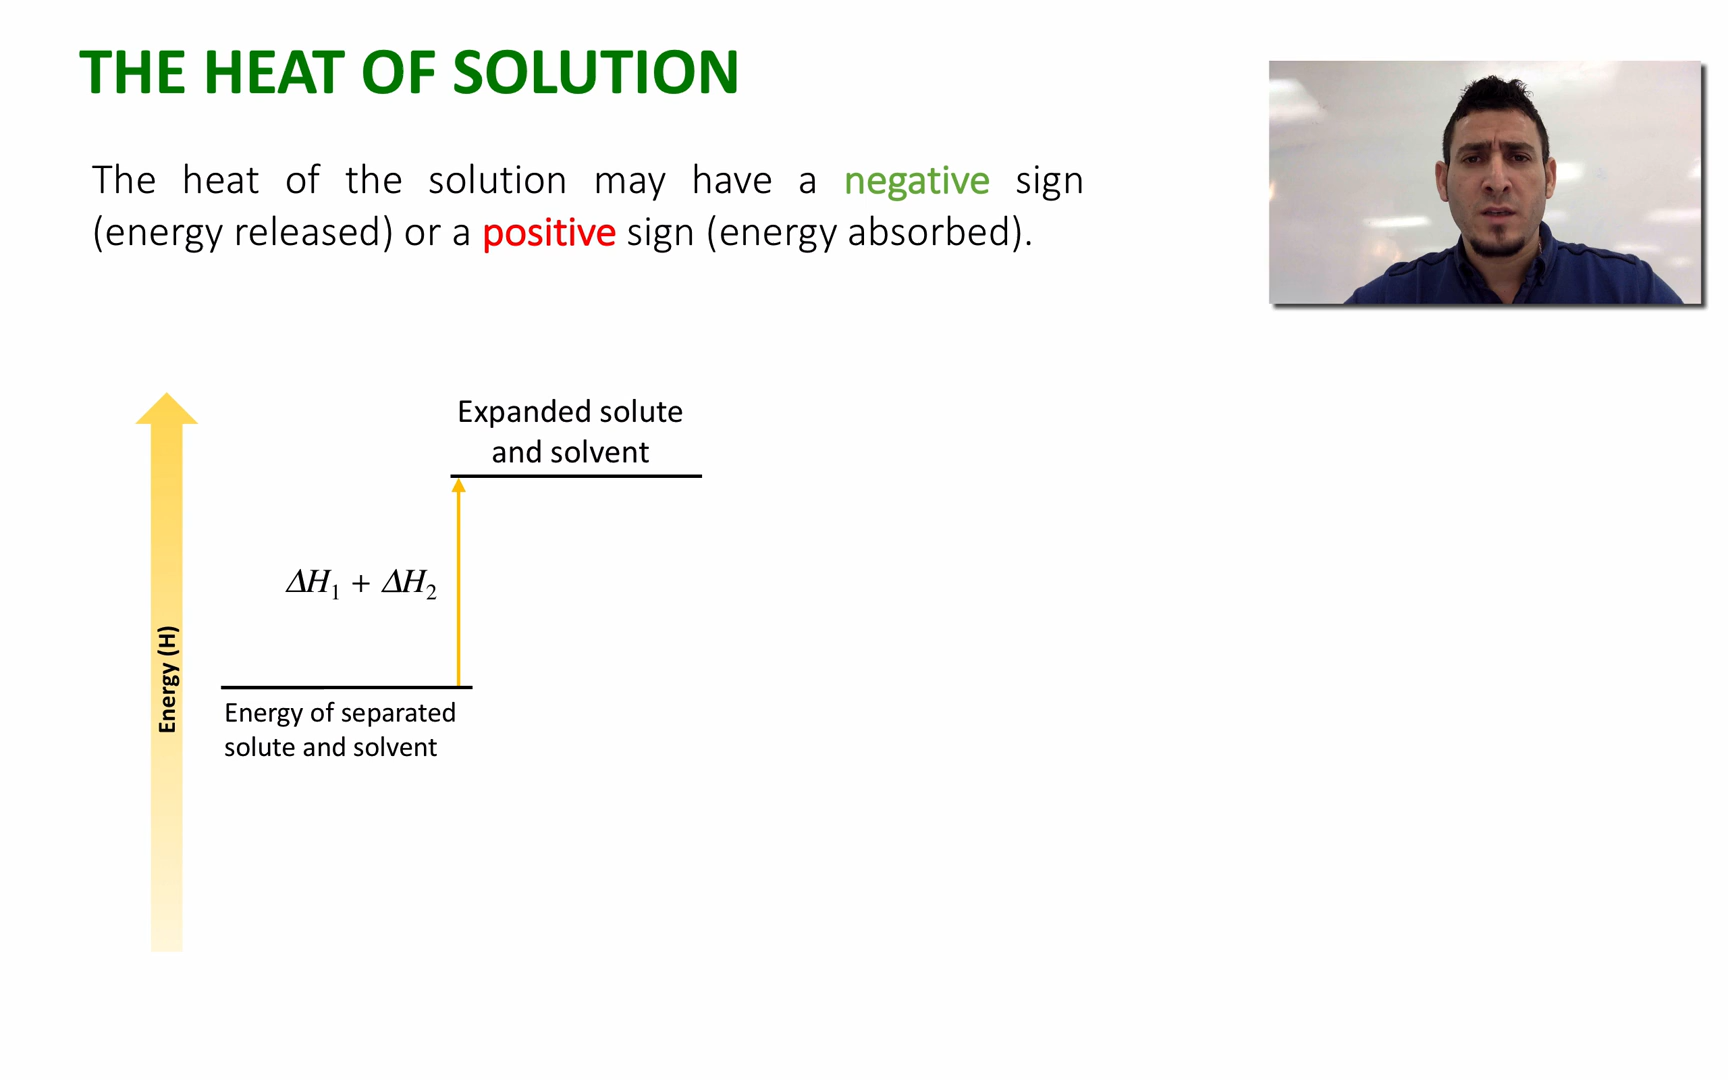 THE HEAT OF SOLUTION
The heat of the solution may have a negative sign
(energy released) or a positive sign (energy absorbed).
Expanded solute
and solvent
ΔH₁ + ΔH₂
Energy (H)
Energy of separated
solute and solvent